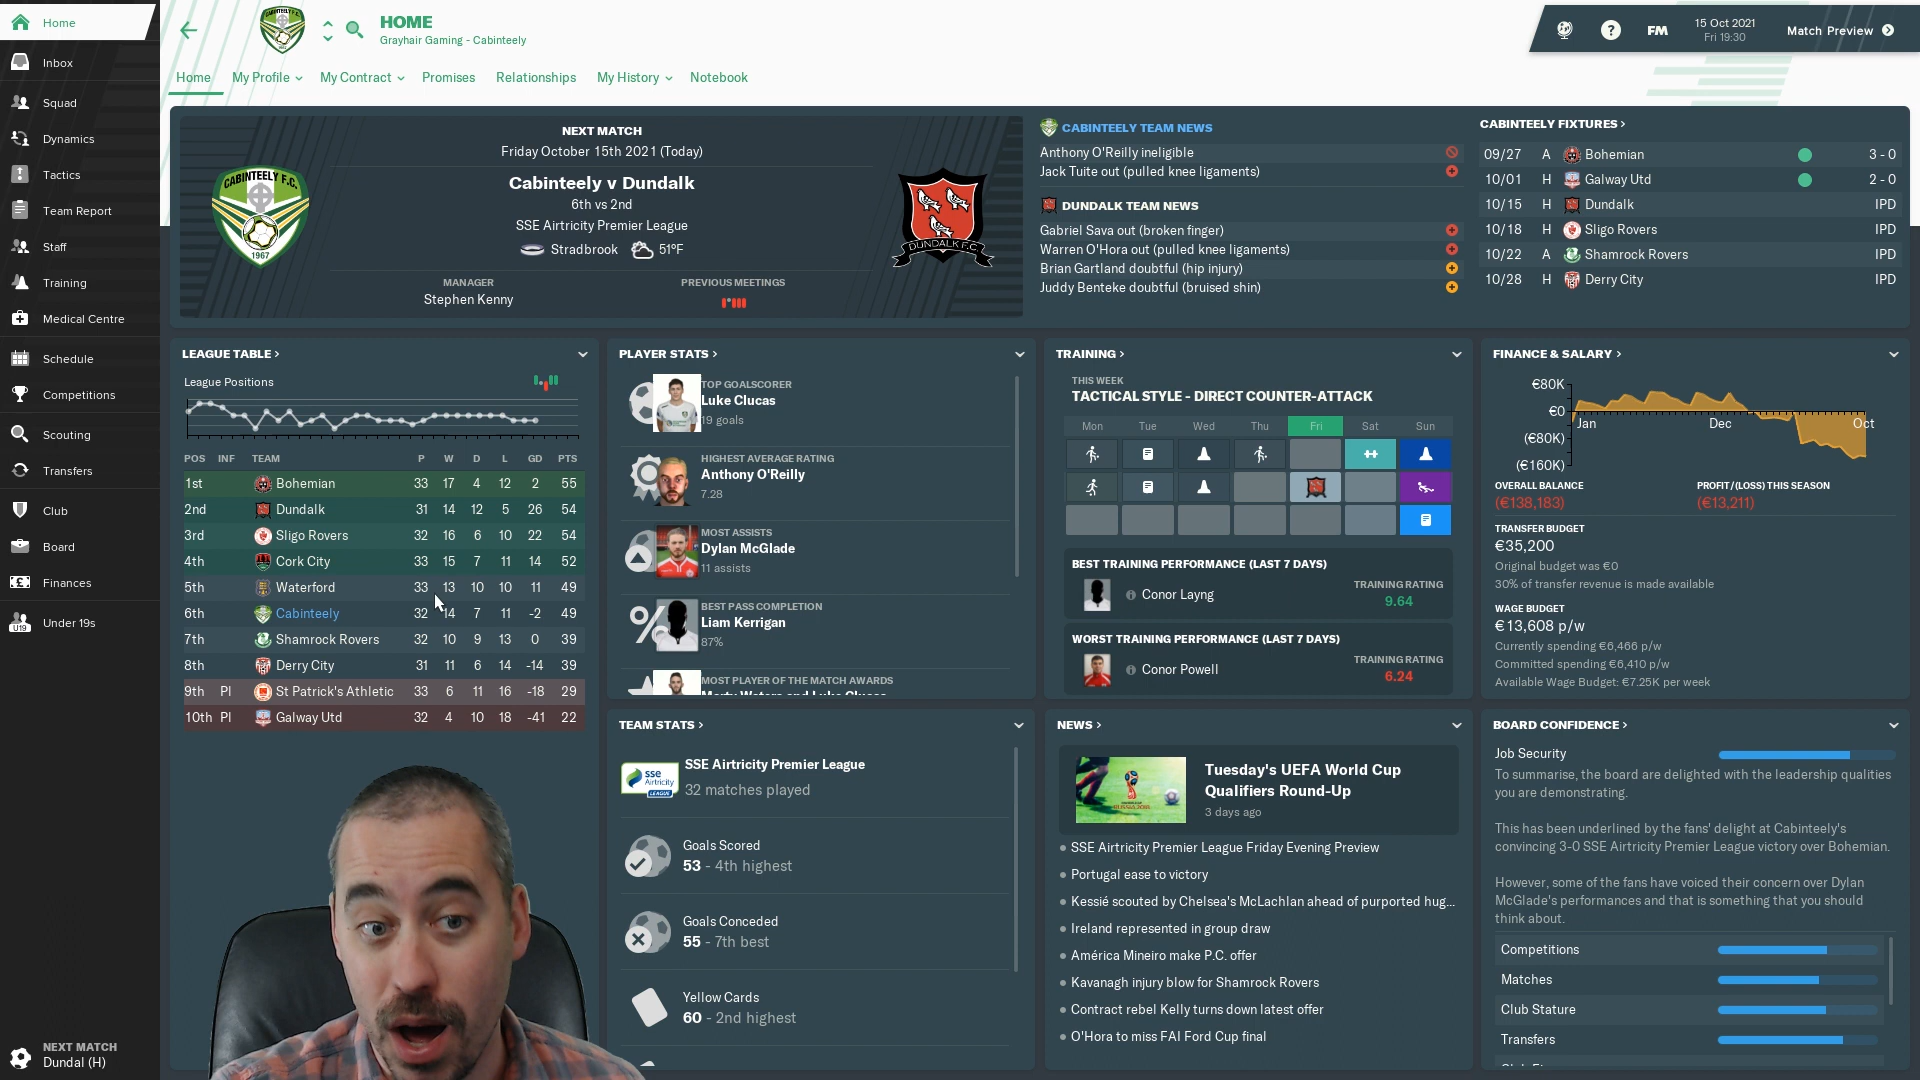 Home
Inbox
Squad
Dynamics
Tactics
Team Report
Staff
Training
Medical Centre
Schedule
Competitions
Scouting
Transfers
Club
Board
Finances
U19
Under 19s
NEXT MATCH
Dundal (H)
HOME
Grayhair Gaming - Cabinteely
? FM
15 Oct 2021
Fri 19:30
Match Preview
Home My Profile My Contract Promises Relationships My History Notebook
NEXT MATCH
Friday October 15th 2021 (Today)
CABINTEELY F.C.
1967
Cabinteely v Dundalk
6th vs 2nd
SSE Airtricity Premier League
Stradbrook 51°F
MANAGER
Stephen Kenny
PREVIOUS MEETINGS
DUNDALK F.C.
CABINTEELY TEAM NEWS
Anthony O'Reilly ineligible
Jack Tuite out (pulled knee ligaments)
DUNDALK TEAM NEWS
Gabriel Sava out (broken finger)
Warren O'Hora out (pulled knee ligaments)
Brian Gartland doubtful (hip injury)
Juddy Benteke doubtful (bruised shin)
CABINTEELY FIXTURES >
09/27 A Bohemian 3 - 0
10/01 H Galway Utd 2 - 0
10/15 H Dundalk IPD
10/18 H Sligo Rovers IPD
10/22 A Shamrock Rovers IPD
10/28 H Derry City IPD
LEAGUE TABLE >
League Positions
POS INF TEAM P W D L GD PTS
1st Bohemian 33 17 4 12 2 55
2nd Dundalk 31 14 12 5 26 54
3rd Sligo Rovers 32 16 6 10 22 54
4th Cork City 33 15 7 11 14 52
5th Waterford 33 13 10 10 11 49
6th Cabinteely 32 14 7 11 -2 49
7th Shamrock Rovers 32 10 9 13 0 39
8th Derry City 31 11 6 14 -14 39
9th Pl St Patrick's Athletic 33 6 11 16 -18 29
10th Pl Galway Utd 32 4 10 18 -41 22
PLAYER STATS >
TOP GOALSCORER
Luke Clucas
19 goals
HIGHEST AVERAGE RATING
Anthony O'Reilly
7.28
MOST ASSISTS
Dylan McGlade
11 assists
BEST PASS COMPLETION
% Liam Kerrigan
87%
MOST PLAYER OF THE MATCH AWARDS
Marty Waters and Luke Clucas
TRAINING >
THIS WEEK
TACTICAL STYLE - DIRECT COUNTER-ATTACK
Mon Tue Wed Thu Fri Sat Sun
BEST TRAINING PERFORMANCE (LAST 7 DAYS)
Conor Layng
TRAINING RATING
9.64
WORST TRAINING PERFORMANCE (LAST 7 DAYS)
Conor Powell
TRAINING RATING
6.24
FINANCE & SALARY >
€80K
€0
(€80K)
(€160K)
Jan Dec Oct
OVERALL BALANCE
(€138,183)
PROFIT/(LOSS) THIS SEASON
(€13,211)
TRANSFER BUDGET
€35,200
Original budget was €0
30% of transfer revenue is made available
WAGE BUDGET
€13,608 p/w
Currently spending €6,466 p/w
Committed spending €6,410 p/w
Available Wage Budget: €7.25K per week
TEAM STATS >
sse Airtricity LEAGUE
SSE Airtricity Premier League
32 matches played
Goals Scored
53 - 4th highest
Goals Conceded
55 - 7th best
Yellow Cards
60 - 2nd highest
NEWS >
Tuesday's UEFA World Cup
Qualifiers Round-Up
3 days ago
SSE Airtricity Premier League Friday Evening Preview
Portugal ease to victory
Kessié scouted by Chelsea's McLachlan ahead of purported hug...
Ireland represented in group draw
América Mineiro make P.C. offer
Kavanagh injury blow for Shamrock Rovers
Contract rebel Kelly turns down latest offer
O'Hora to miss FAI Ford Cup final
BOARD CONFIDENCE >
Job Security
To summarise, the board are delighted with the leadership qualities
you are demonstrating.
This has been underlined by the fans' delight at Cabinteely's
convincing 3-0 SSE Airtricity Premier League victory over Bohemian.
However, some of the fans have voiced their concern over Dylan
McGlade's performances and that is something that you should
think about.
Competitions
Matches
Club Stature
Transfers